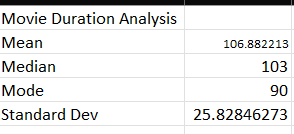 Movie Duration Analysis
Mean 106.882213
Median 103
Mode 90
Standard Dev 25.82846273